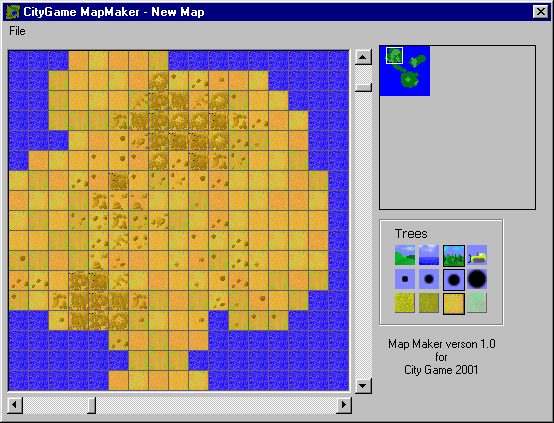 CityGame MapMaker - New Map
File
Trees
Map Maker verson 1.0
for
City Game 2001